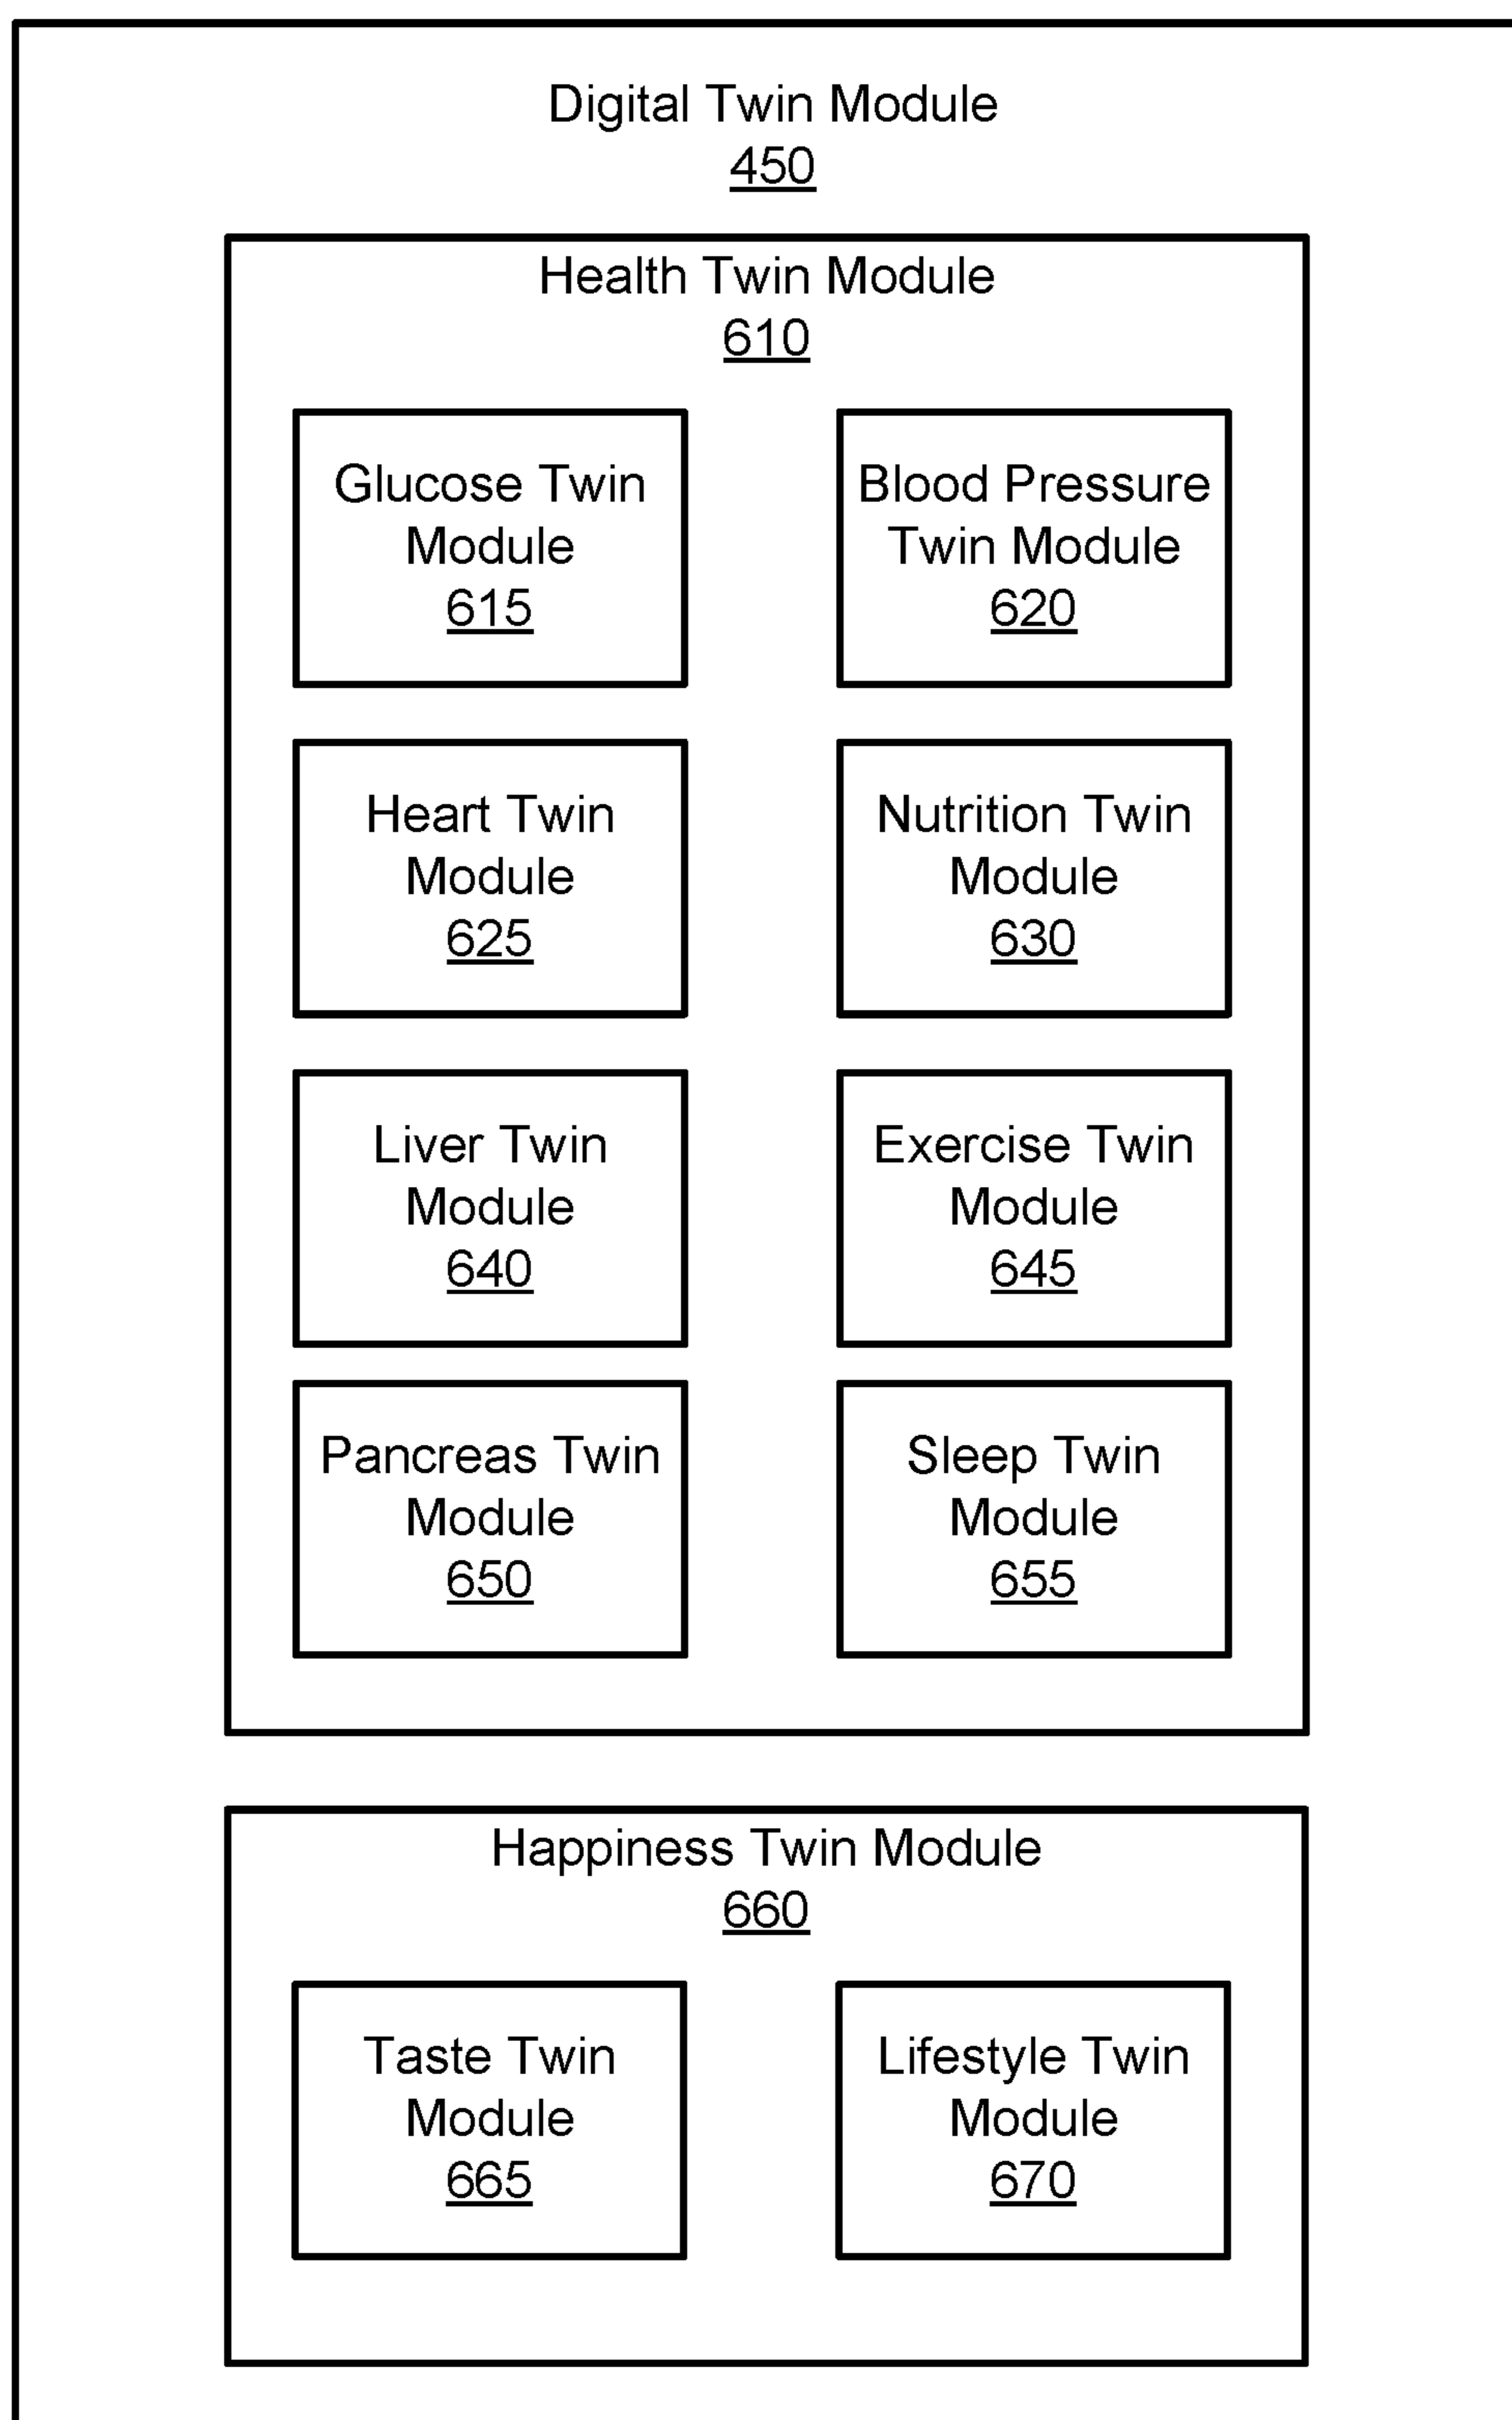 Digital Twin Module
450
Health Twin Module
610
Glucose Twin
Module
615
Blood Pressure
Twin Module
620
Heart Twin
Module
625
Nutrition Twin
Module
630
Liver Twin
Module
640
Exercise Twin
Module
645
Pancreas Twin
Module
650
Sleep Twin
Module
655
Happiness Twin Module
660
Taste Twin
Module
665
Lifestyle Twin
Module
670